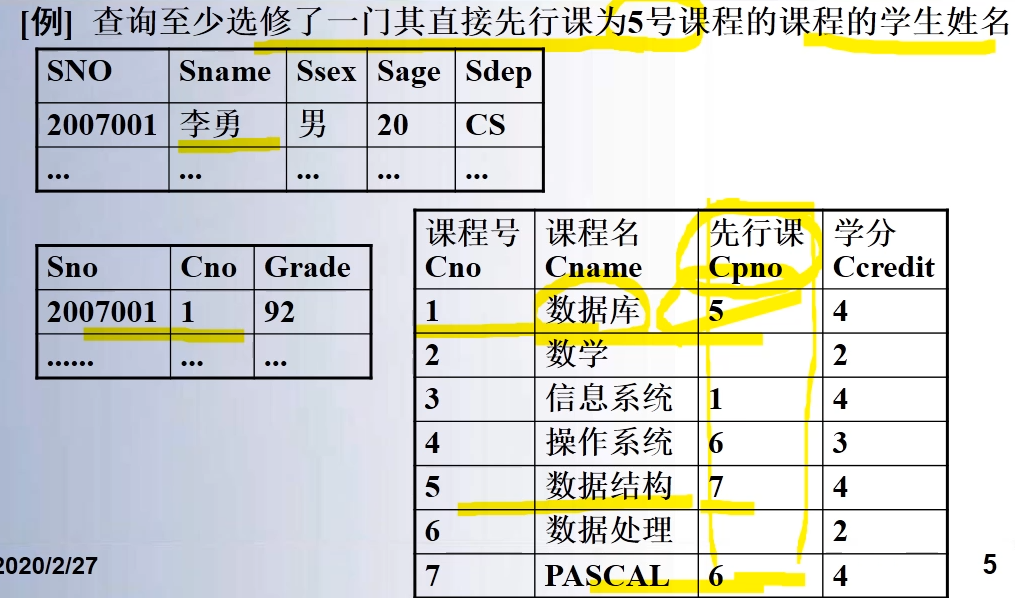 [例] 查询至少选修了一门其直接先行课为5号课程的课程的学生姓名
SNO Sname Ssex Sage Sdep
2007001 李勇 男 20 CS
... ... ... ... ...
Sno Cno Grade
2007001 1 92
...... ... ...
课程号 课程名 先行课 学分
Cno Cname Cpno Ccredit
1 数据库 5 4
2 数学 2
3 信息系统 1 4
4 操作系统 6 3
5 数据结构 7 4
6 数据处理 2
7 PASCAL 6 4
2020/2/27
5